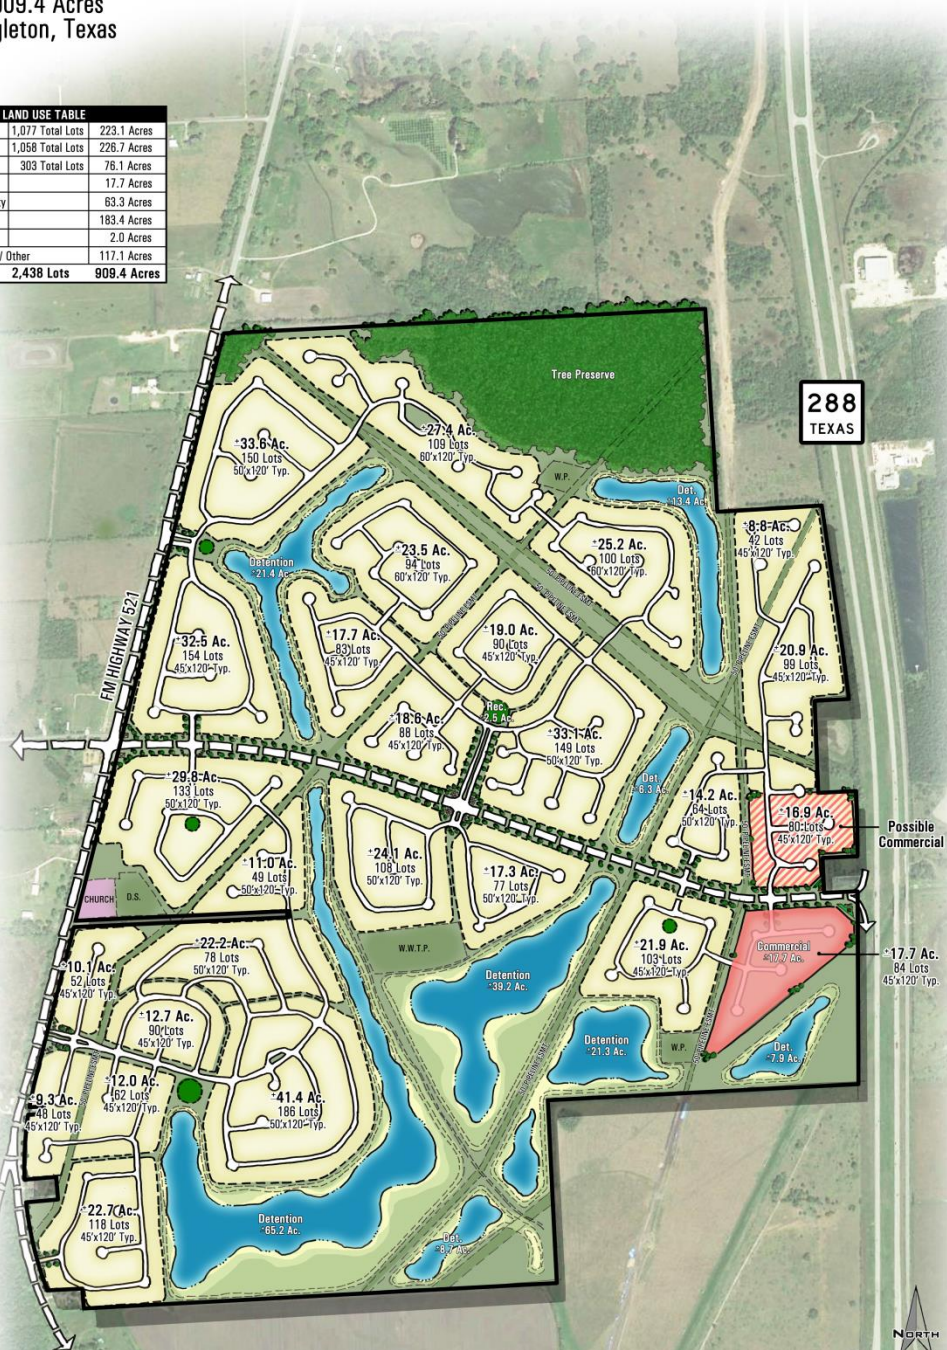 909.4 Acres
gleton, Texas
LAND USE TABLE
1,077 Total Lots 223.1 Acres
1,058 Total Lots 226.7 Acres
303 Total Lots 76.1 Acres
17.7 Acres
y 63.3 Acres
183.4 Acres
2.0 Acres
/ Other 117.1 Acres
2,438 Lots 909.4 Acres
Tree Preserve
288
TEXAS
±33.6 Ac.
150 Lots
50'x120' Typ.
±27.4 Ac.
109 Lots
60'x120' Typ.
W.P.
Det.
±13.4 Ac.
±8.8 Ac.
42 Lots
45'x120' Typ.
±23.5 Ac.
94 Lots
60'x120' Typ.
±25.2 Ac.
100 Lots
60'x120' Typ.
Detention
±21.4 Ac.
FM HIGHWAY 521
±32.5 Ac.
154 Lots
45'x120' Typ.
±17.7 Ac.
83 Lots
45'x120' Typ.
±19.0 Ac.
90 Lots
45'x120' Typ.
±20.9 Ac.
99 Lots
45'x120' Typ.
Rec.
±2.5 Ac.
±18.6 Ac.
88 Lots
45'x120' Typ.
±33.1 Ac.
149 Lots
50'x120' Typ.
±29.8 Ac.
133 Lots
50'x120' Typ.
Det.
±6.3 Ac.
±14.2 Ac.
64 Lots
50'x120' Typ.
±16.9 Ac.
80 Lots
45'x120' Typ.
Possible
Commercial
±11.0 Ac.
49 Lots
50'x120' Typ.
±24.1 Ac.
108 Lots
50'x120' Typ.
±17.3 Ac.
77 Lots
50'x120' Typ.
CHURCH
D.S.
±21.9 Ac.
103 Lots
45'x120' Typ.
Commercial
±17.7 Ac.
±17.7 Ac.
84 Lots
45'x120' Typ.
±22.2 Ac.
78 Lots
50'x120' Typ.
W.W.T.P.
±10.1 Ac.
52 Lots
45'x120' Typ.
Detention
±39.2 Ac.
±12.7 Ac.
90 Lots
45'x120' Typ.
Detention
±21.3 Ac.
W.P.
Det.
±7.9 Ac.
±12.0 Ac.
62 Lots
45'x120' Typ.
±9.3 Ac.
48 Lots
45'x120' Typ.
±41.4 Ac.
186 Lots
50'x120' Typ.
±22.7 Ac.
118 Lots
45'x120' Typ.
Detention
±65.2 Ac.
Det.
±8.7 Ac.
NORTH